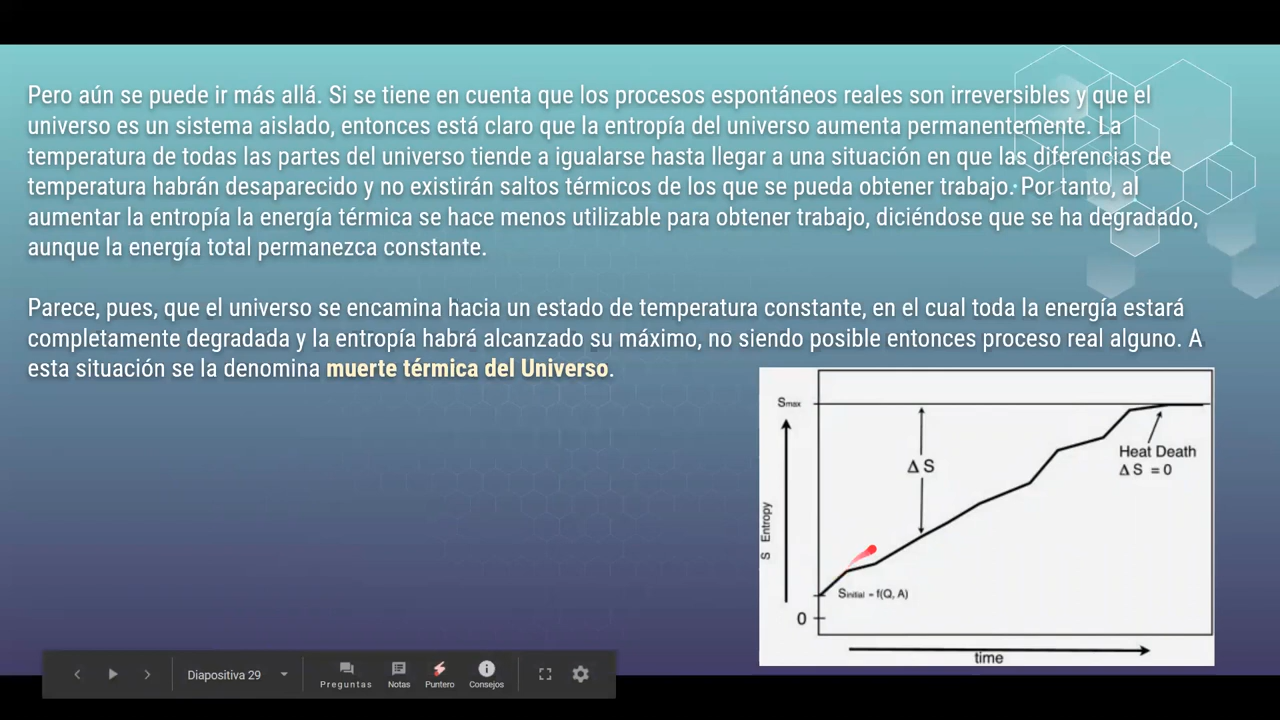 Pero aún se puede ir más allá. Si se tiene en cuenta que los procesos espontáneos reales son irreversibles y que el
universo es un sistema aislado, entonces está claro que la entropía del universo aumenta permanentemente. La
temperatura de todas las partes del universo tiende a igualarse hasta llegar a una situación en que las diferencias de
temperatura habrán desaparecido y no existirán saltos térmicos de los que se pueda obtener trabajo. Por tanto, al
aumentar la entropía la energía térmica se hace menos utilizable para obtener trabajo, diciéndose que se ha degradado,
aunque la energía total permanezca constante.
Parece, pues, que el universo se encamina hacia un estado de temperatura constante, en el cual toda la energía estará
completamente degradada y la entropía habrá alcanzado su máximo, no siendo posible entonces proceso real alguno. A
esta situación se la denomina muerte térmica del Universo.
Smax
Δ S
Heat Death
Δ S = 0
S Entropy
Sinitial = f(Q, A)
0
time
Diapositiva 29
Preguntas
Notas
Puntero
Consejos